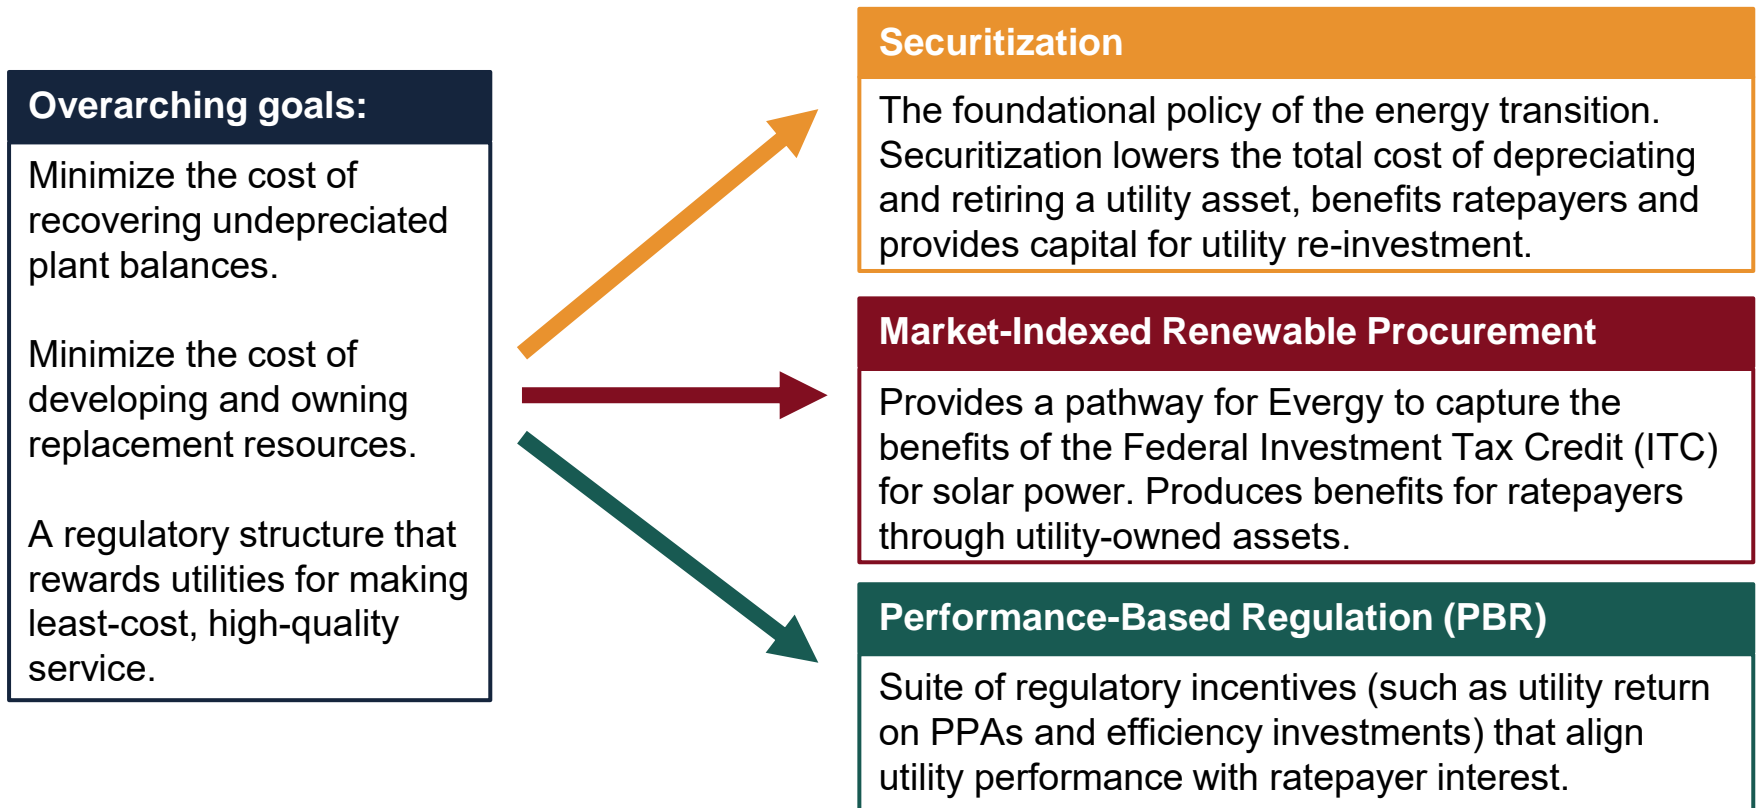 Overarching goals:
Minimize the cost of
recovering undepreciated
plant balances.
Minimize the cost of
developing and owning
replacement resources.
A regulatory structure that
rewards utilities for making
least-cost, high-quality
service.
Securitization
The foundational policy of the energy transition.
Securitization lowers the total cost of depreciating
and retiring a utility asset, benefits ratepayers and
provides capital for utility re-investment.
Market-Indexed Renewable Procurement
Provides a pathway for Evergy to capture the
benefits of the Federal Investment Tax Credit (ITC)
for solar power. Produces benefits for ratepayers
through utility-owned assets.
Performance-Based Regulation (PBR)
Suite of regulatory incentives (such as utility return
on PPAs and efficiency investments) that align
utility performance with ratepayer interest.